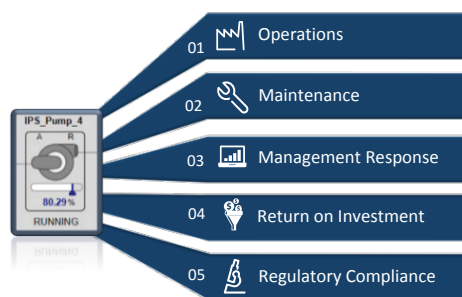 01 Operations
02 Maintenance
IPS_Pump_4
A R
03 Management Response
80.29 %
RUNNING
04 Return on Investment
05 Regulatory Compliance